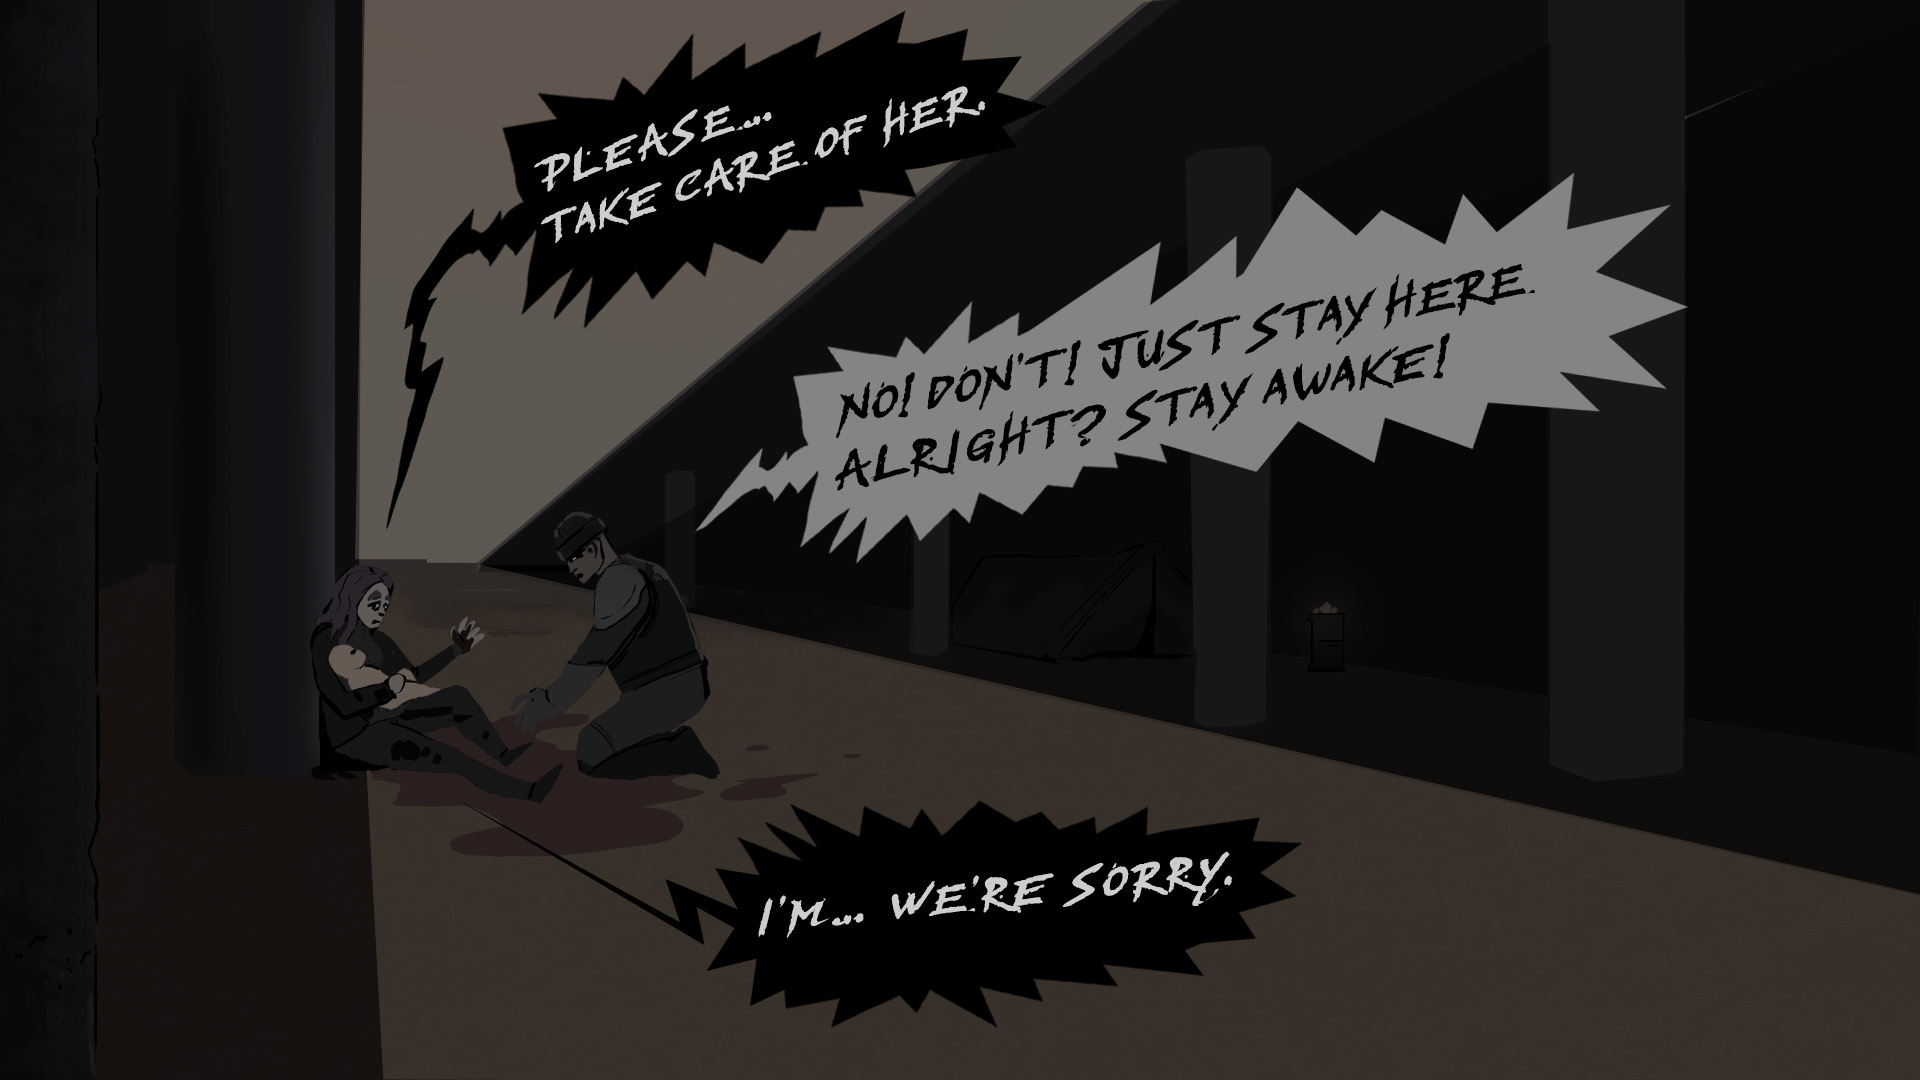 PLEASE...
TAKE CARE OF HER.
NO! DON'T! JUST STAY HERE.
ALRIGHT? STAY AWAKE!
I'M... WE'RE SORRY.